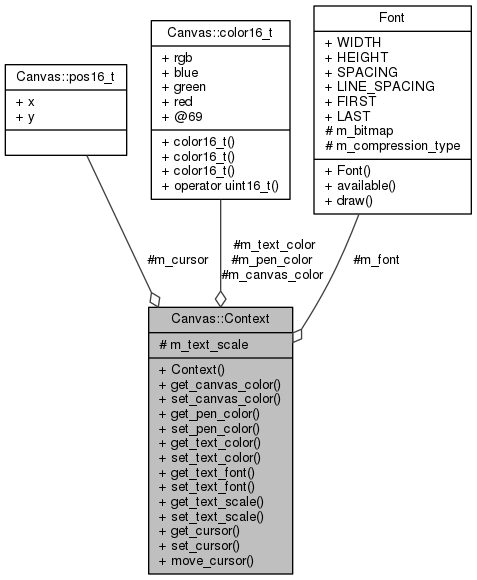 Canvas::pos16_t
+ x
+ y
Canvas::color16_t
+ rgb
+ blue
+ green
+ red
+ @69
+ color16_t()
+ color16_t()
+ color16_t()
+ operator uint16_t()
Font
+ WIDTH
+ HEIGHT
+ SPACING
+ LINE_SPACING
+ FIRST
+ LAST
# m_bitmap
# m_compression_type
+ Font()
+ available()
+ draw()
#m_cursor
#m_text_color
#m_pen_color
#m_canvas_color
#m_font
Canvas::Context
# m_text_scale
+ Context()
+ get_canvas_color()
+ set_canvas_color()
+ get_pen_color()
+ set_pen_color()
+ get_text_color()
+ set_text_color()
+ get_text_font()
+ set_text_font()
+ get_text_scale()
+ set_text_scale()
+ get_cursor()
+ set_cursor()
+ move_cursor()